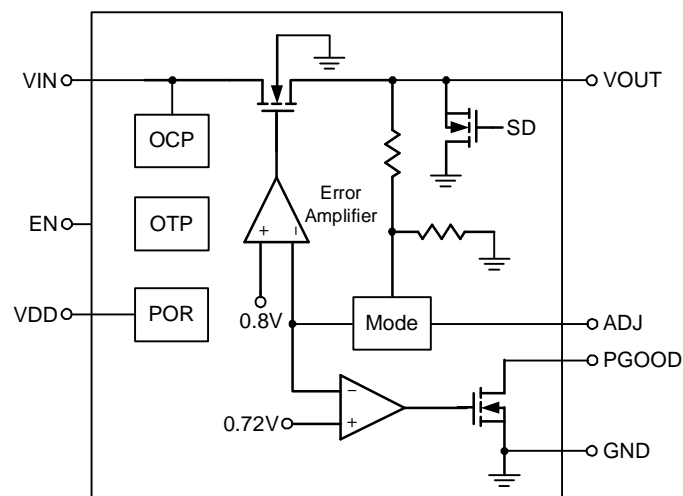 VIN
VOUT
OCP
SD
Error
Amplifier
EN
OTP
+
–
VDD
POR
0.8V
Mode
ADJ
PGOOD
–
0.72V
+
GND